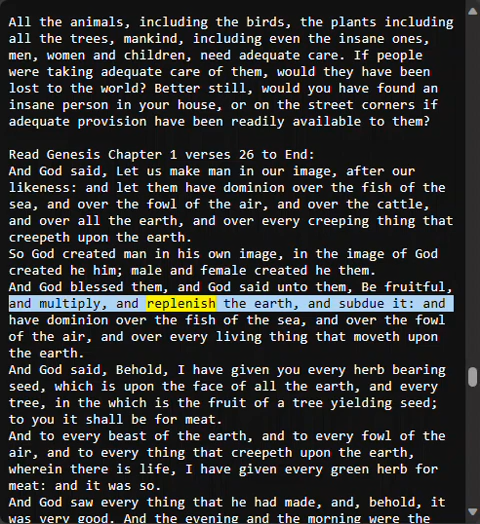 All the animals, including the birds, the plants including
all the trees, mankind, including even the insane ones,
men, women and children, need adequate care. If people
were taking adequate care of them, would they have been
lost to the world? Better still, would you have found an
insane person in your house, or on the street corners if
adequate provision have been readily available to them?

Read Genesis Chapter 1 verses 26 to End:
And God said, Let us make man in our image, after our
likeness: and let them have dominion over the fish of the
sea, and over the fowl of the air, and over the cattle,
and over all the earth, and over every creeping thing that
creepeth upon the earth.
So God created man in his own image, in the image of God
created he him; male and female created he them.
And God blessed them, and God said unto them, Be fruitful,
and multiply, and replenish the earth, and subdue it: and
have dominion over the fish of the sea, and over the fowl
of the air, and over every living thing that moveth upon
the earth.
And God said, Behold, I have given you every herb bearing
seed, which is upon the face of all the earth, and every
tree, in the which is the fruit of a tree yielding seed;
to you it shall be for meat.
And to every beast of the earth, and to every fowl of the
air, and to every thing that creepeth upon the earth,
wherein there is life, I have given every green herb for
meat: and it was so.
And God saw every thing that he had made, and, behold, it
was very good. And the evening and the morning were the